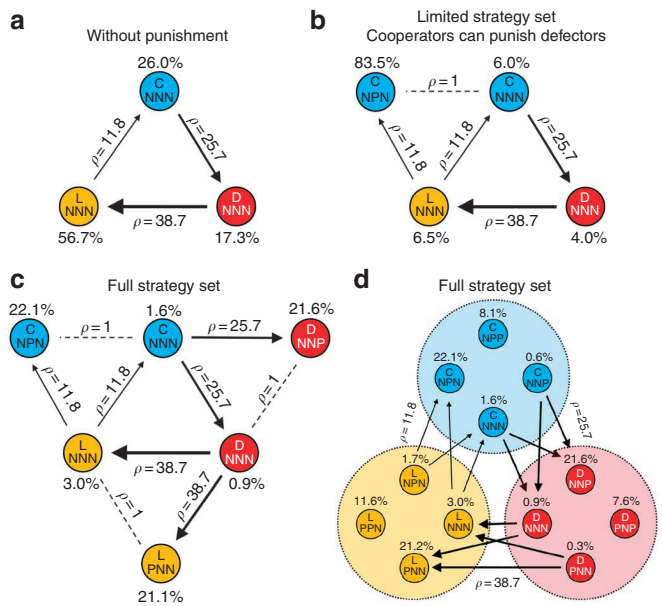 a
Without punishment
26.0%
C
NNN
ρ=11.8
ρ=25.7
L
NNN
D
NNN
ρ=38.7
56.7%
17.3%
b
Limited strategy set
Cooperators can punish defectors
83.5%
6.0%
C
NPN
ρ=1
C
NNN
ρ=11.8
ρ=11.8
ρ=25.7
L
NNN
D
NNN
ρ=38.7
6.5%
4.0%
c
Full strategy set
22.1%
1.6%
21.6%
C
NPN
ρ=1
C
NNN
ρ=25.7
D
NNP
ρ=11.8
ρ=11.8
ρ=25.7
ρ=1
L
NNN
D
NNN
ρ=38.7
3.0%
0.9%
ρ=1
ρ=38.7
L
PNN
21.1%
d
Full strategy set
8.1%
C
NPP
22.1%
C
NPN
0.6%
C
NNP
1.6%
C
NNN
ρ=11.8
ρ=25.7
1.7%
L
NPN
11.6%
L
PPN
3.0%
L
NNN
21.2%
L
PNN
21.6%
D
NNP
0.9%
D
NNN
7.6%
D
PNP
0.3%
D
PNN
ρ=38.7